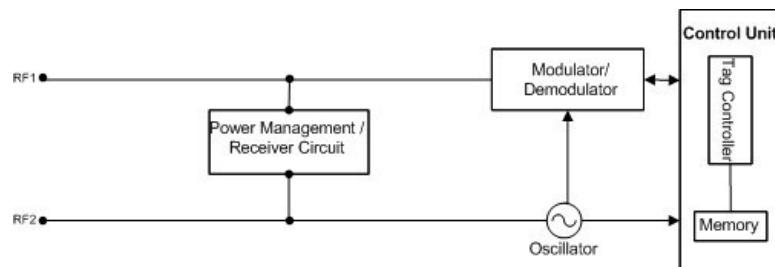 Control Unit
RF1
Modulator/
Demodulator
Tag Controller
Power Management /
Receiver Circuit
RF2
Oscillator
Memory